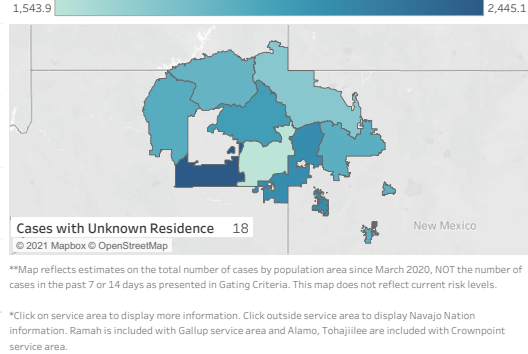 1,543.9 2,445.1
New Mexico
Cases with Unknown Residence 18
© 2021 Mapbox © OpenStreetMap
**Map reflects estimates on the total number of cases by population area since March 2020, NOT the number of
cases in the past 7 or 14 days as presented in Gating Criteria. This map does not reflect current risk levels.
*Click on service area to display more information. Click outside service area to display Navajo Nation
information. Ramah is included with Gallup service area and Alamo, Tohajiilee are included with Crownpoint
service area.